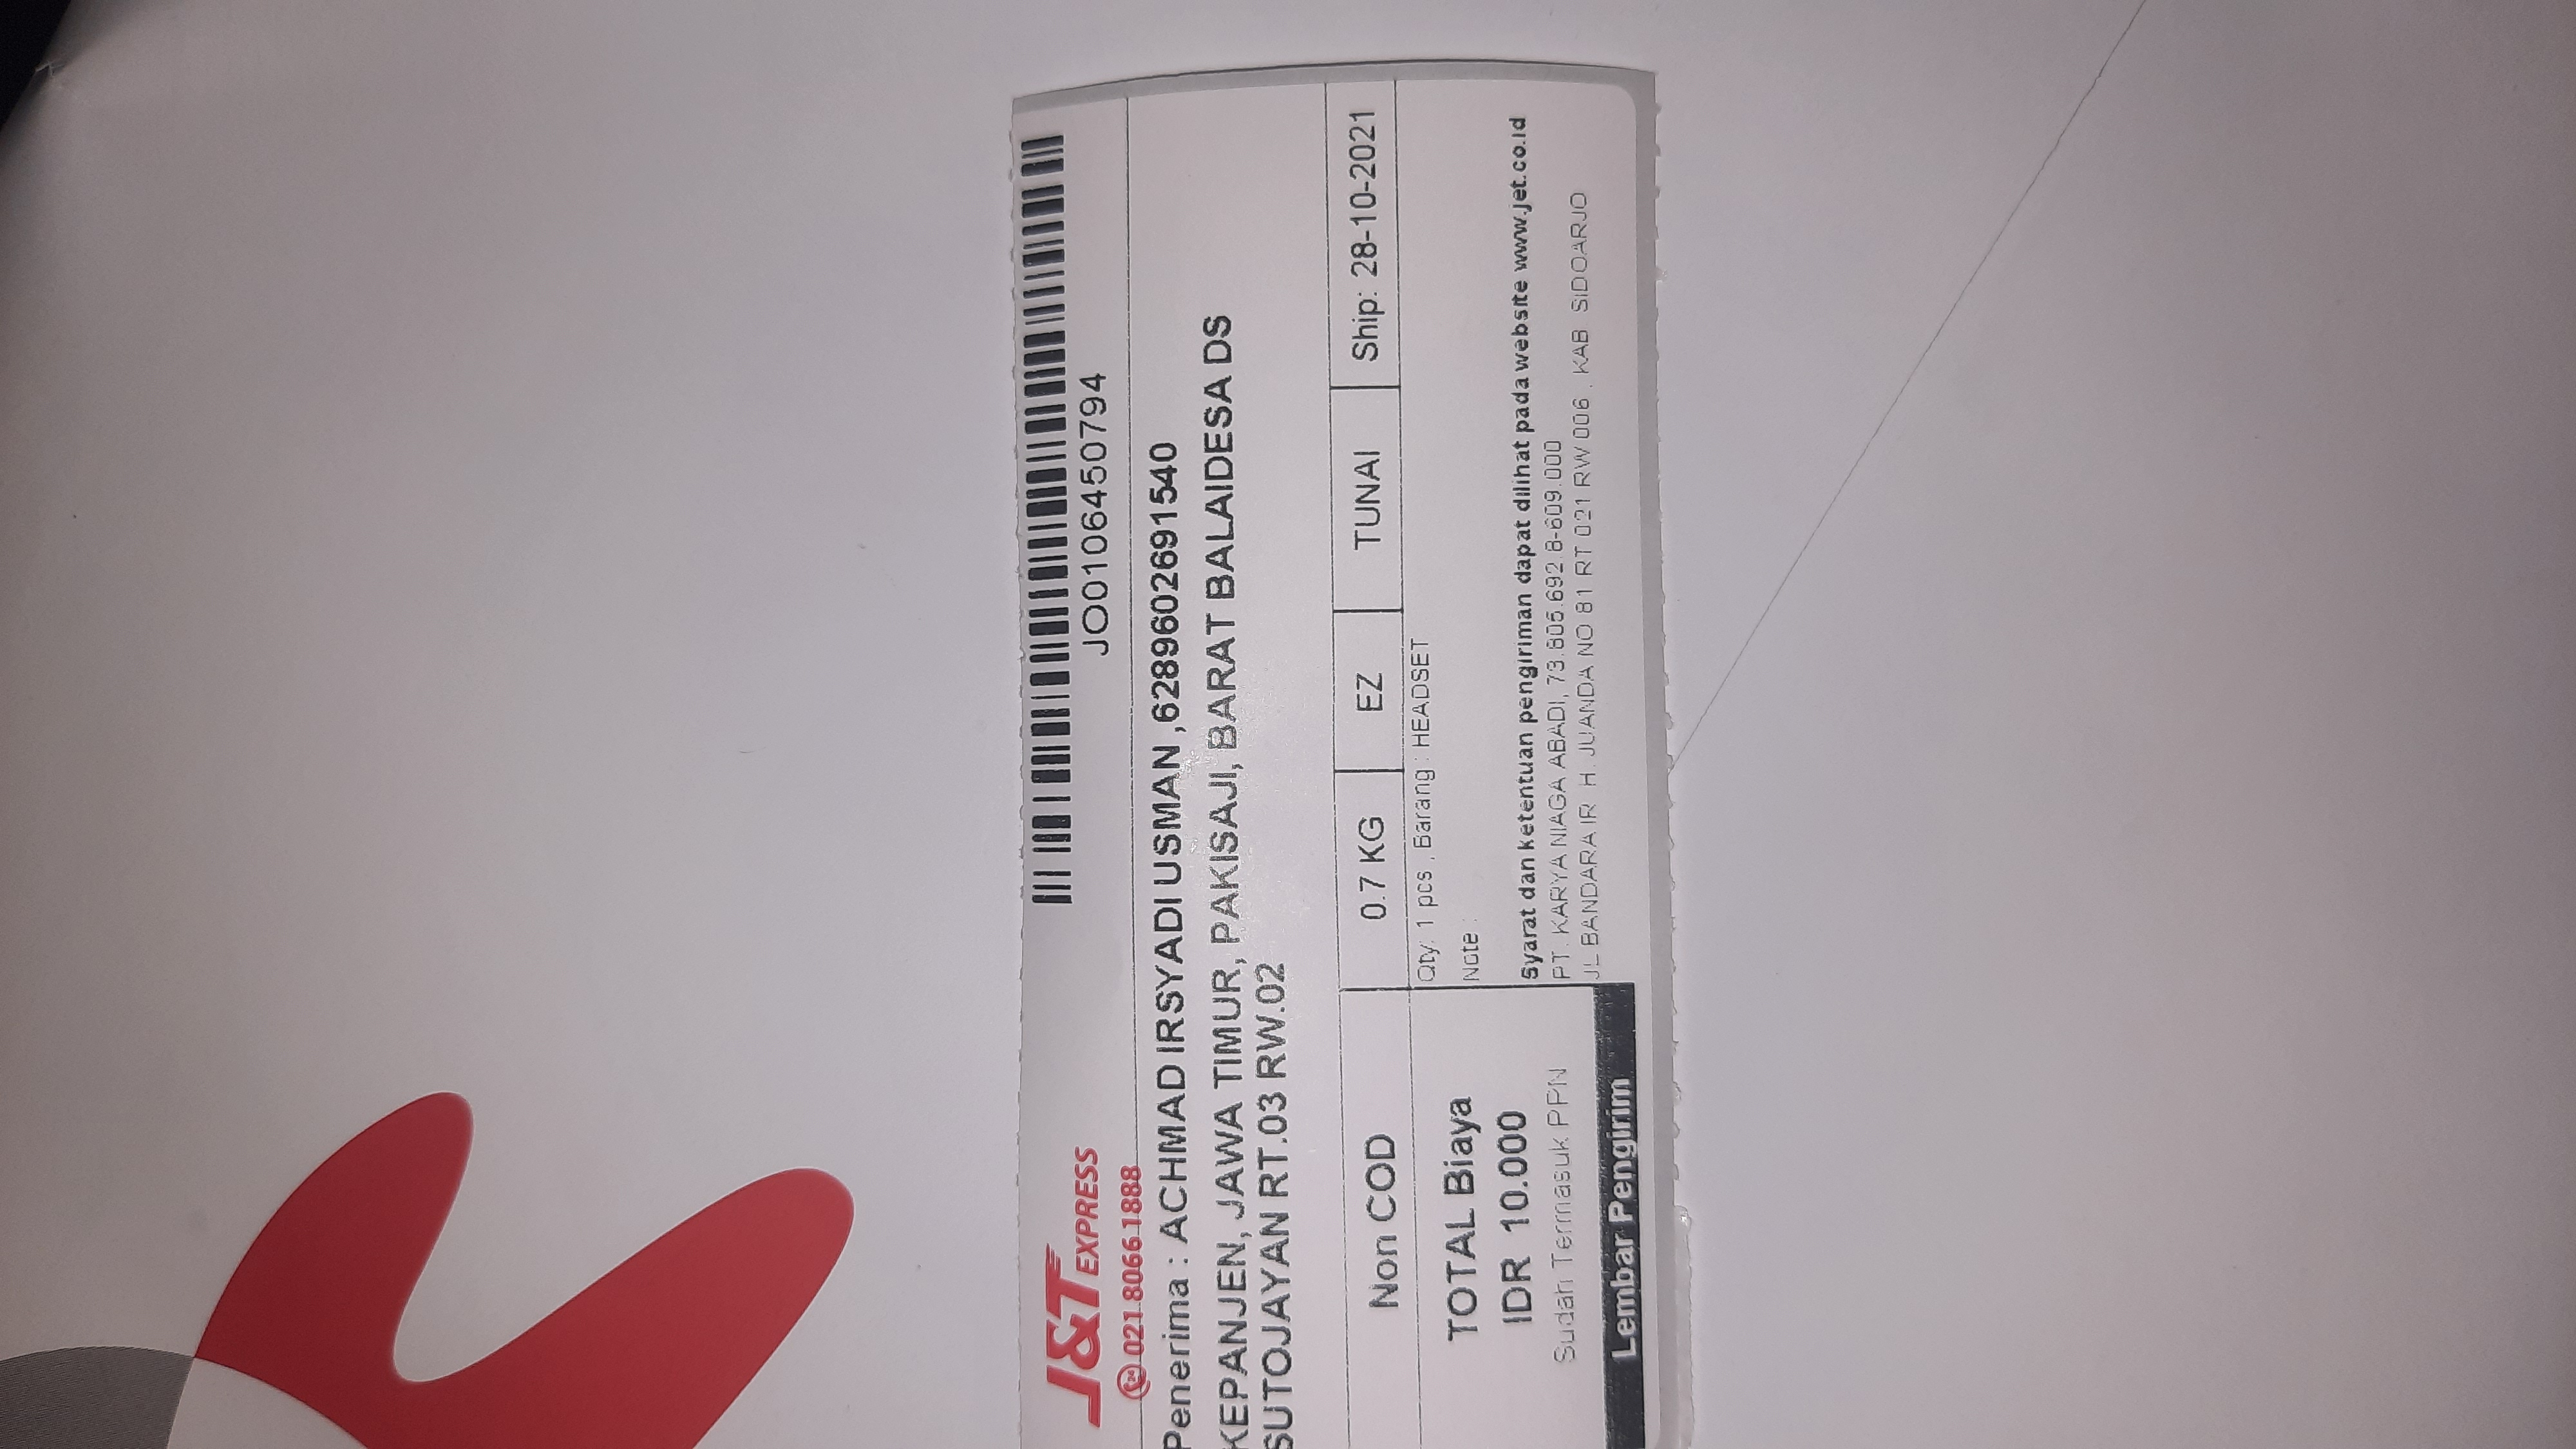 J&T EXPRESS
JO0106450794
021 8066 1888
Penerima : ACHMAD IRSYADI USMAN ,6289602691540
KEPANJEN, JAWA TIMUR, PAKISAJI, BARAT BALAIDESA DS
SUTOJAYAN RT.03 RW.02
Non COD
0.7 KG
EZ
TUNAI
Ship: 28-10-2021
Qty: 1 pcs , Barang : HEADSET
Note :
TOTAL Biaya
IDR 10.000
Sudah Termasuk PPN
Lembar Pengirim
Syarat dan ketentuan pengiriman dapat dilihat pada website www.jet.co.id
PT. KARYA NIAGA ABADI, 73.805.692.8-609.000
JL BANDARA IR H. JUANDA NO 81 RT 021 RW 006 , KAB SIDOARJO